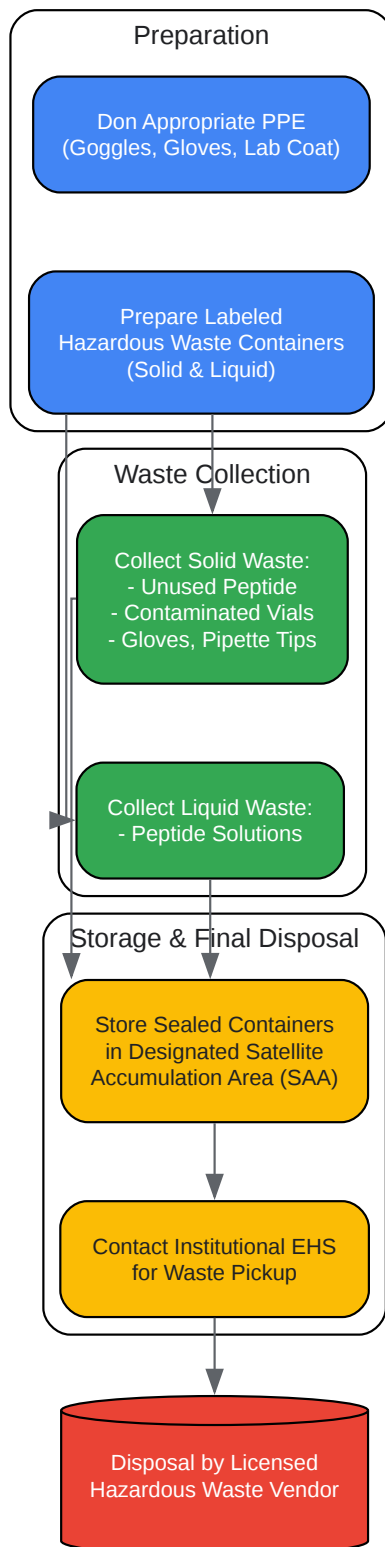 Preparation
Don Appropriate PPE
(Goggles, Gloves, Lab Coat)
Prepare Labeled
Hazardous Waste Containers
(Solid & Liquid)
Waste Collection
Collect Solid Waste:
- Unused Peptide
- Contaminated Vials
- Gloves, Pipette Tips
Collect Liquid Waste:
- Peptide Solutions
Storage & Final Disposal
Store Sealed Containers
in Designated Satellite
Accumulation Area (SAA)
Contact Institutional EHS
for Waste Pickup
Disposal by Licensed
Hazardous Waste Vendor